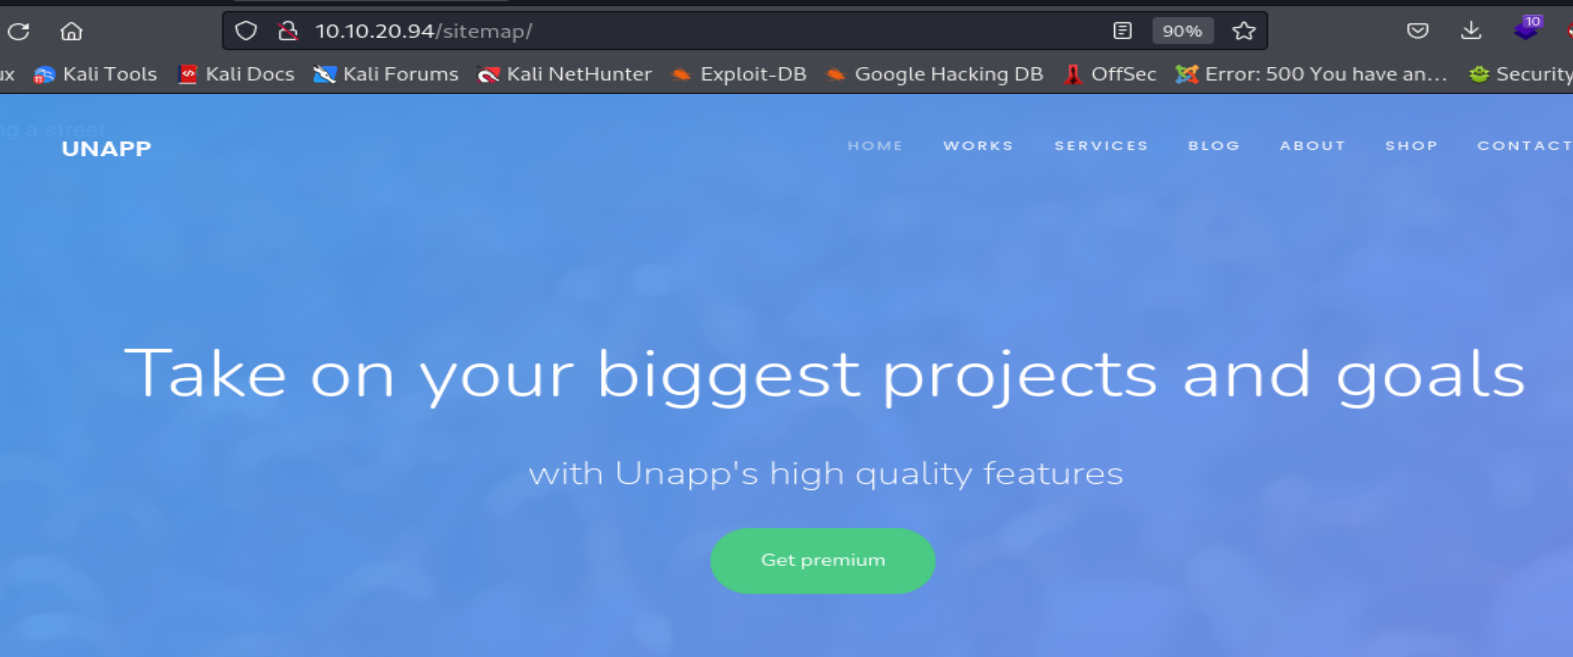 10.10.20.94/sitemap/
90%
10
ux Kali Tools Kali Docs Kali Forums Kali NetHunter Exploit-DB Google Hacking DB OffSec Error: 500 You have an... Security
ng a street
UNAPP
HOME WORKS SERVICES BLOG ABOUT SHOP CONTACT
Take on your biggest projects and goals
with Unapp's high quality features
Get premium